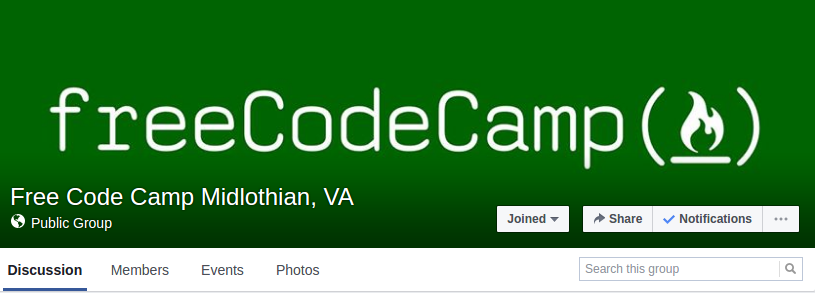 freeCodeCamp(🔥)
Free Code Camp Midlothian, VA
Public Group
Joined Share Notifications ...
Discussion Members Events Photos Search this group